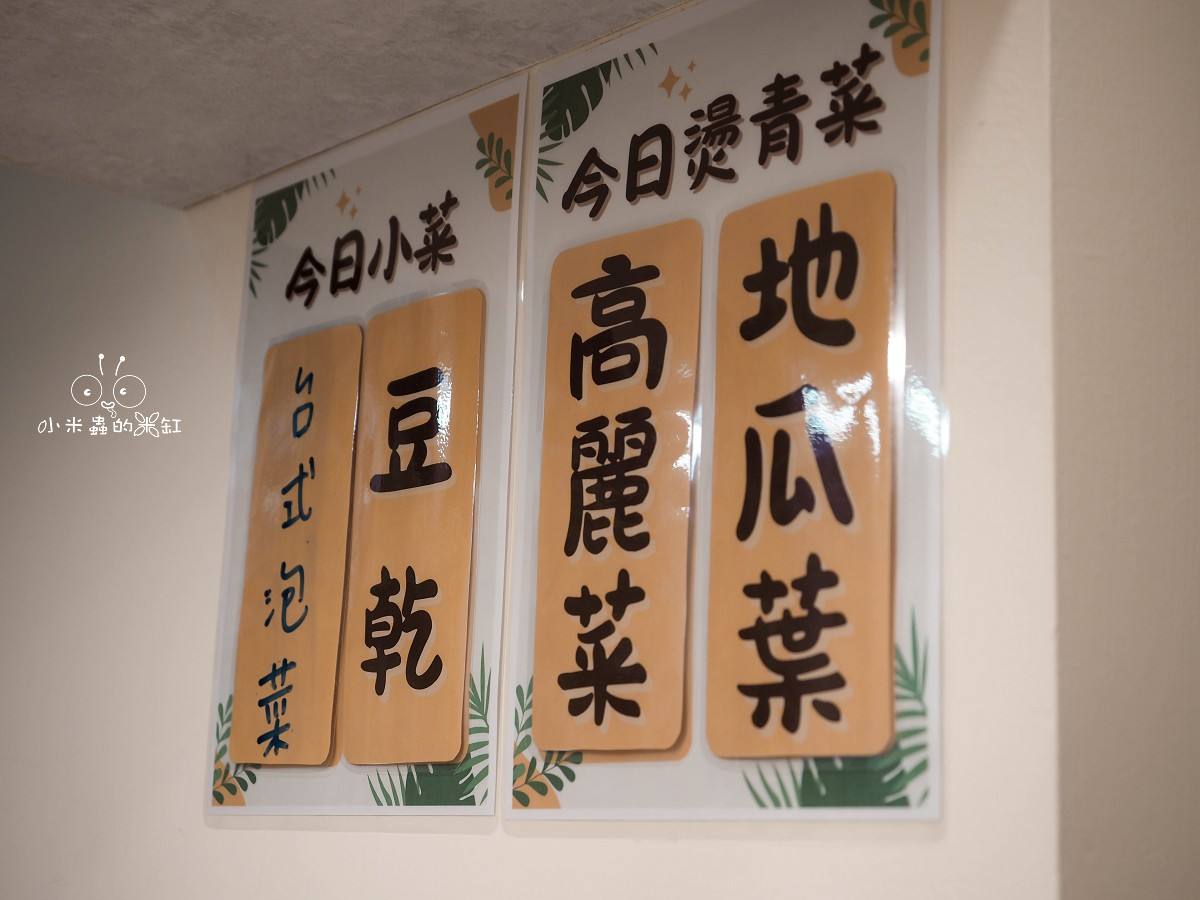 今日小菜
豆乾
台式泡菜
今日燙青菜
地瓜葉
高麗菜
小米蟲的米缸